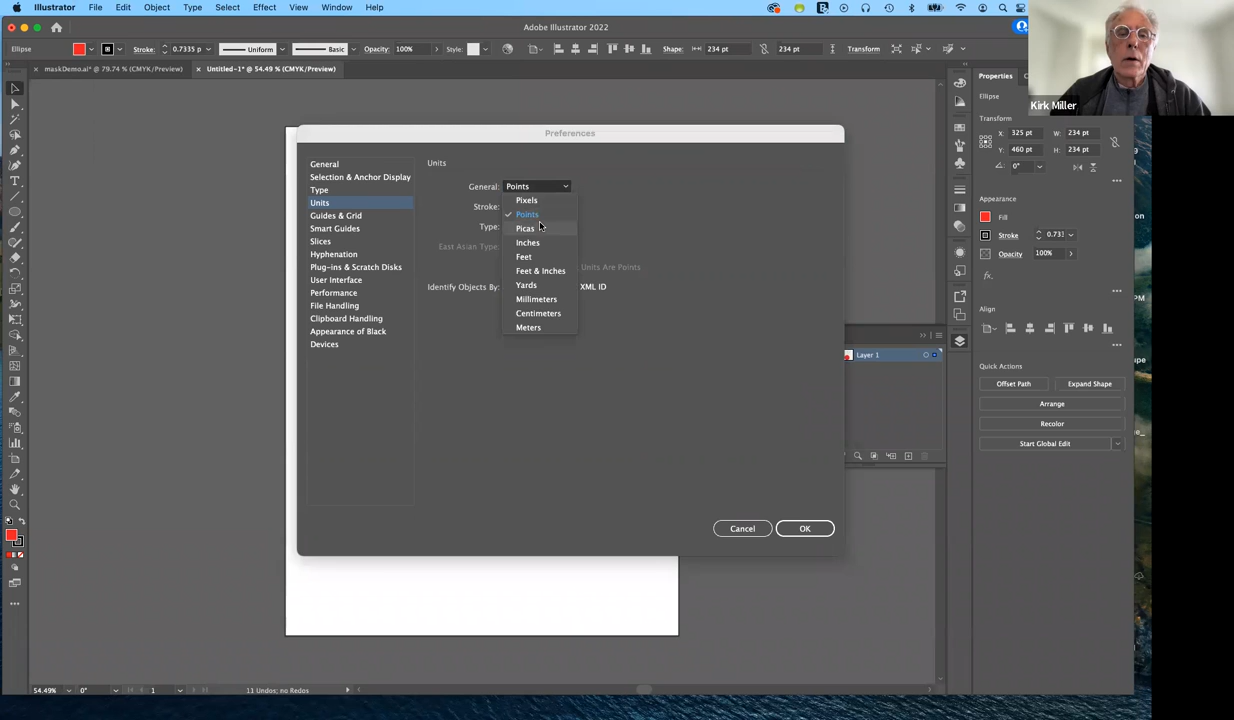 Illustrator File Edit Object Type Select Effect View Window Help
Adobe Illustrator 2022
Ellipse Stroke: 0.7335 p Uniform Basic Opacity: 100% Style: Shape: 234 pt 234 pt Transform
× maskDemo.ai* @ 79.74 % (CMYK/Preview) × Untitled-1* @ 54.49 % (CMYK/Preview)
Properties
Ellipse
Kirk Miller
Transform
X: 325 pt W: 234 pt
Y: 460 pt H: 234 pt
0°
Appearance
Fill
Stroke 0.733
Opacity 100%
fx.
Align
Quick Actions
Offset Path Expand Shape
Arrange
Recolor
Start Global Edit
Preferences
General
Selection & Anchor Display
Type
Units
Guides & Grid
Smart Guides
Slices
Hyphenation
Plug-ins & Scratch Disks
User Interface
Performance
File Handling
Clipboard Handling
Appearance of Black
Devices
Units
General: Points
Stroke:
Type:
East Asian Type:
Units Are Points
Identify Objects By: XML ID
Pixels
Points
Picas
Inches
Feet
Feet & Inches
Yards
Millimeters
Centimeters
Meters
Cancel OK
Layer 1
54.49% 0° 1 11 Undos; no Redos